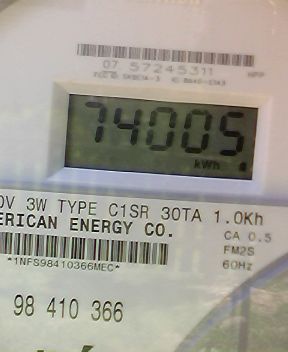 07 57245311
74005
kWh
0V 3W TYPE C1SR 30TA 1.0Kh
ERICAN ENERGY CO.
CA 0.5
FM2S
60Hz
*1NFS98410366MEC*
98 410 366